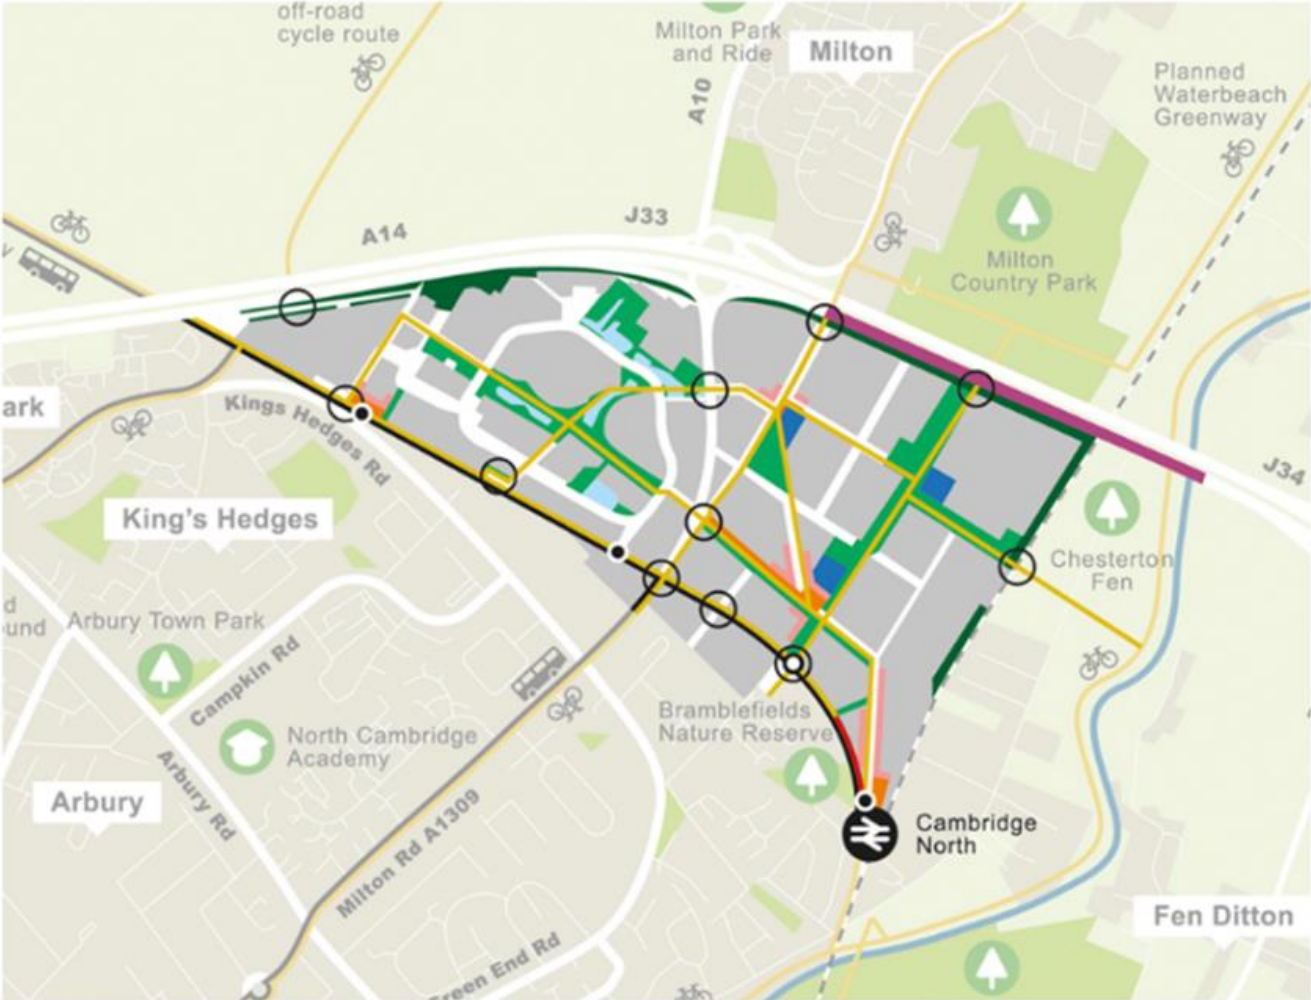 off-road
cycle route
Milton Park
and Ride
Milton
A10
Planned
Waterbeach
Greenway
J33
A14
Milton
Country Park
ark
Kings Hedges Rd
J34
King's Hedges
Chesterton
Fen
d
und
Arbury Town Park
Campkin Rd
Bramblefields
Nature Reserve
North Cambridge
Academy
Arbury Rd
Arbury
Milton Rd A1309
Cambridge
North
Fen Ditton
Green End Rd